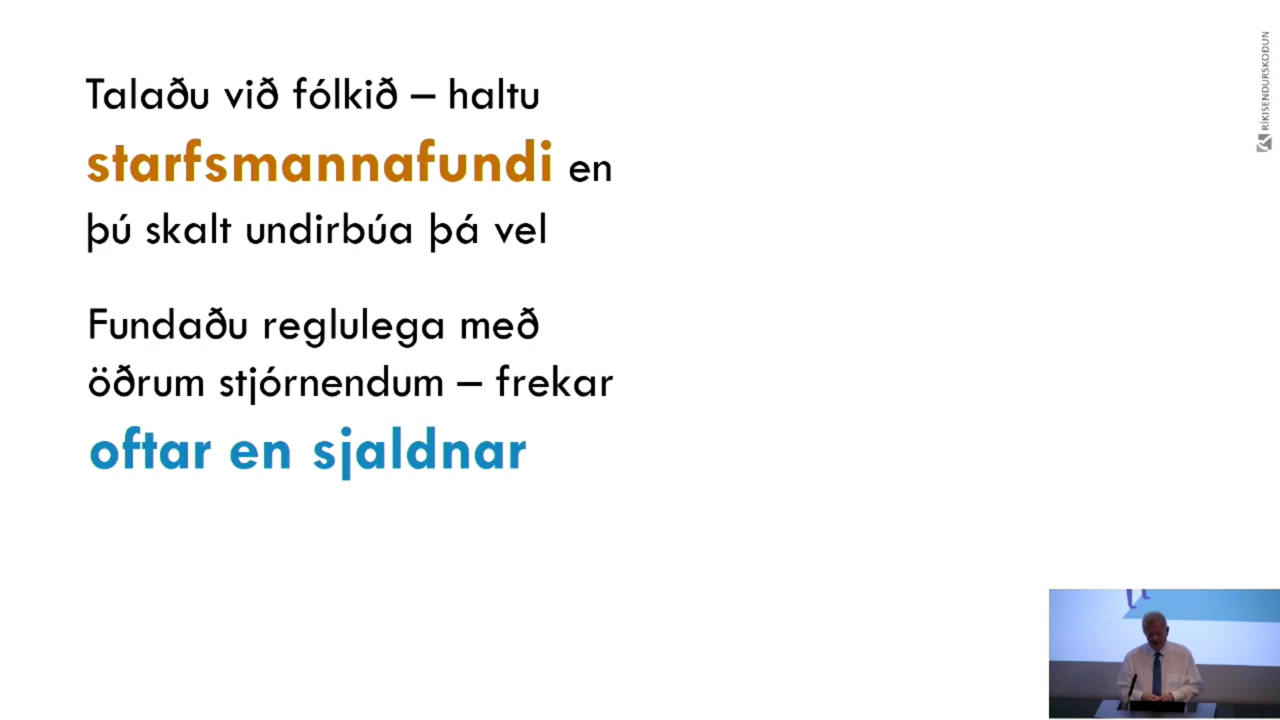 Talaðu við fólkið – haltu
starfsmannafundi en
þú skalt undirbúa þá vel
Fundaðu reglulega með
öðrum stjórnendum – frekar
oftar en sjaldnar
RÍKISENDURSKOÐUN